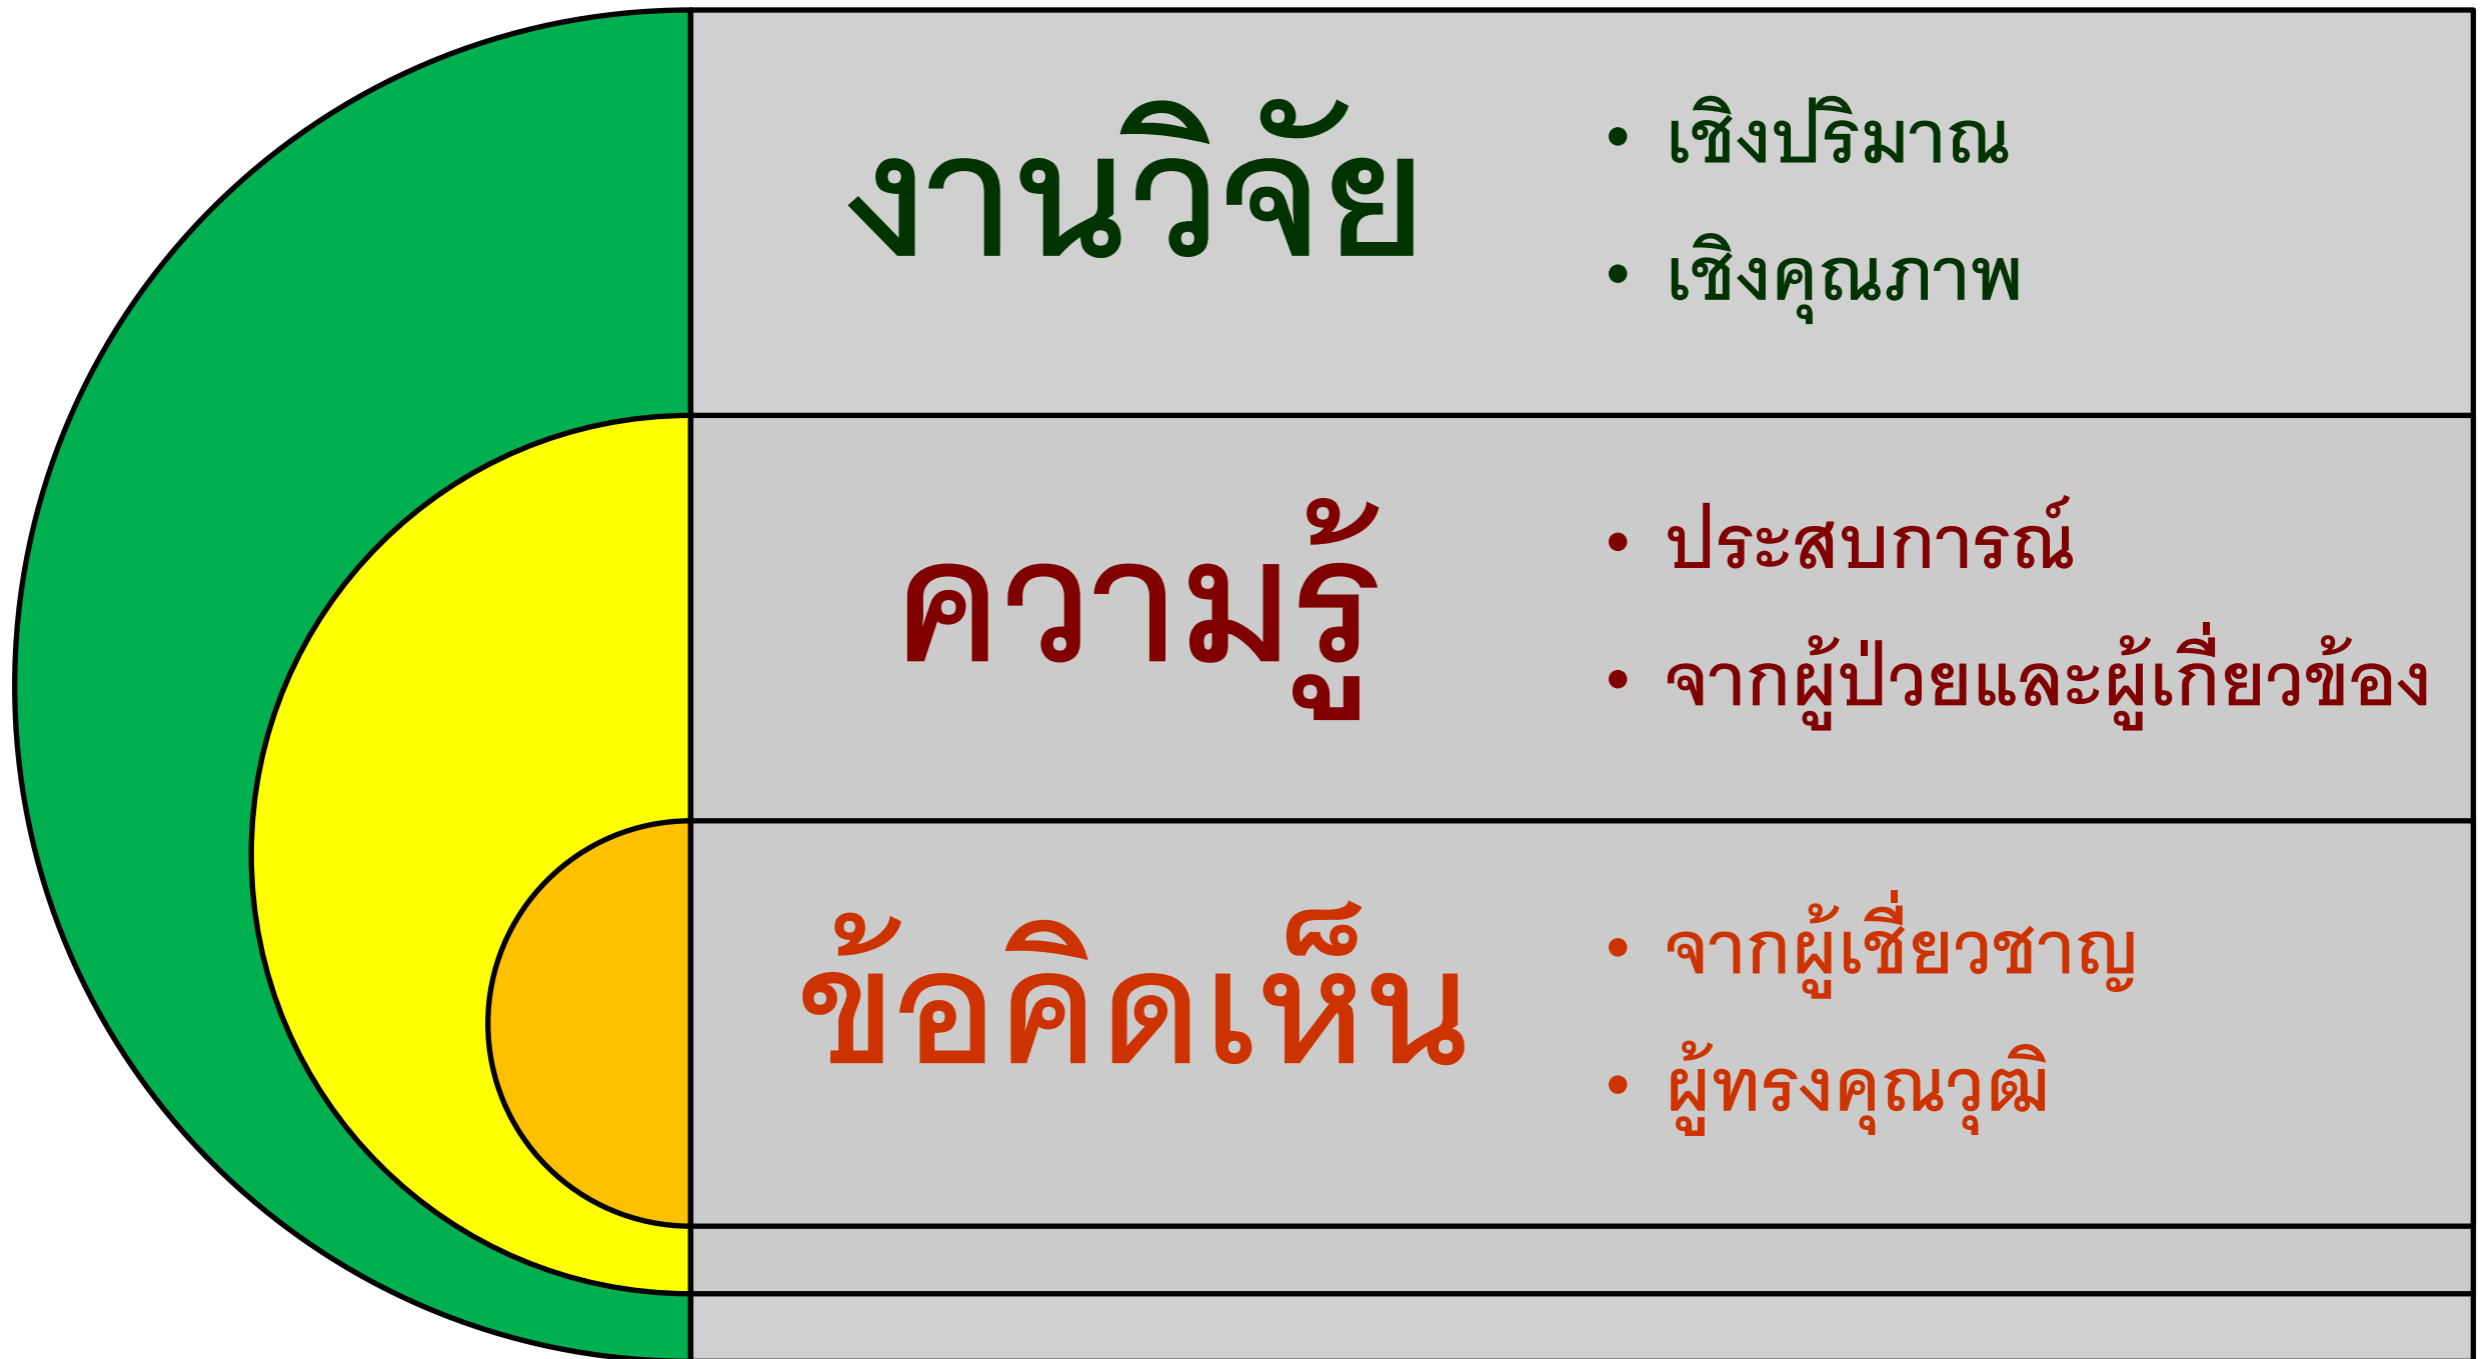 งานวิจัย
• เชิงปริมาณ
• เชิงคุณภาพ
ความรู้
• ประสบการณ์
• จากผู้ป่วยและผู้เกี่ยวข้อง
ข้อคิดเห็น
• จากผู้เชี่ยวชาญ
• ผู้ทรงคุณวุฒิ